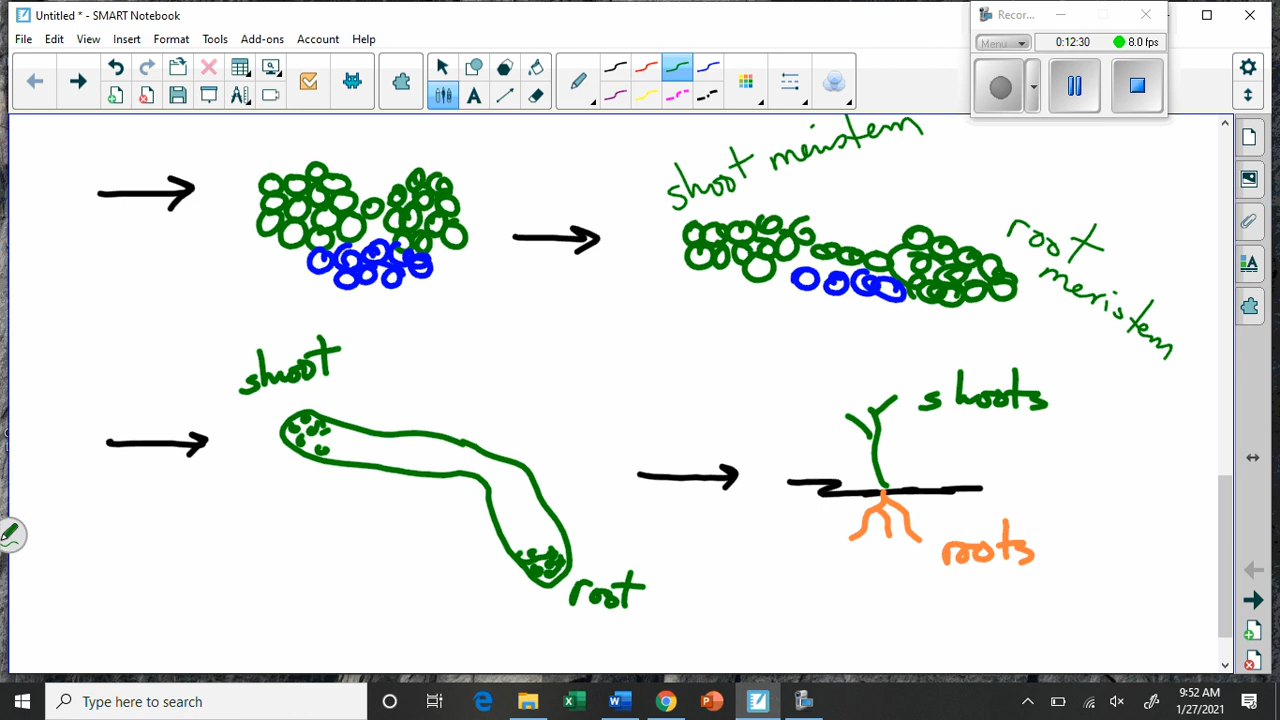 Untitled * - SMART Notebook
Recor...
File Edit View Insert Format Tools Add-ons Account Help
Menu
0:12:30
8.0 fps
shoot meristem
root
meristem
shoot
shoots
root
roots
Type here to search
9:52 AM
1/27/2021